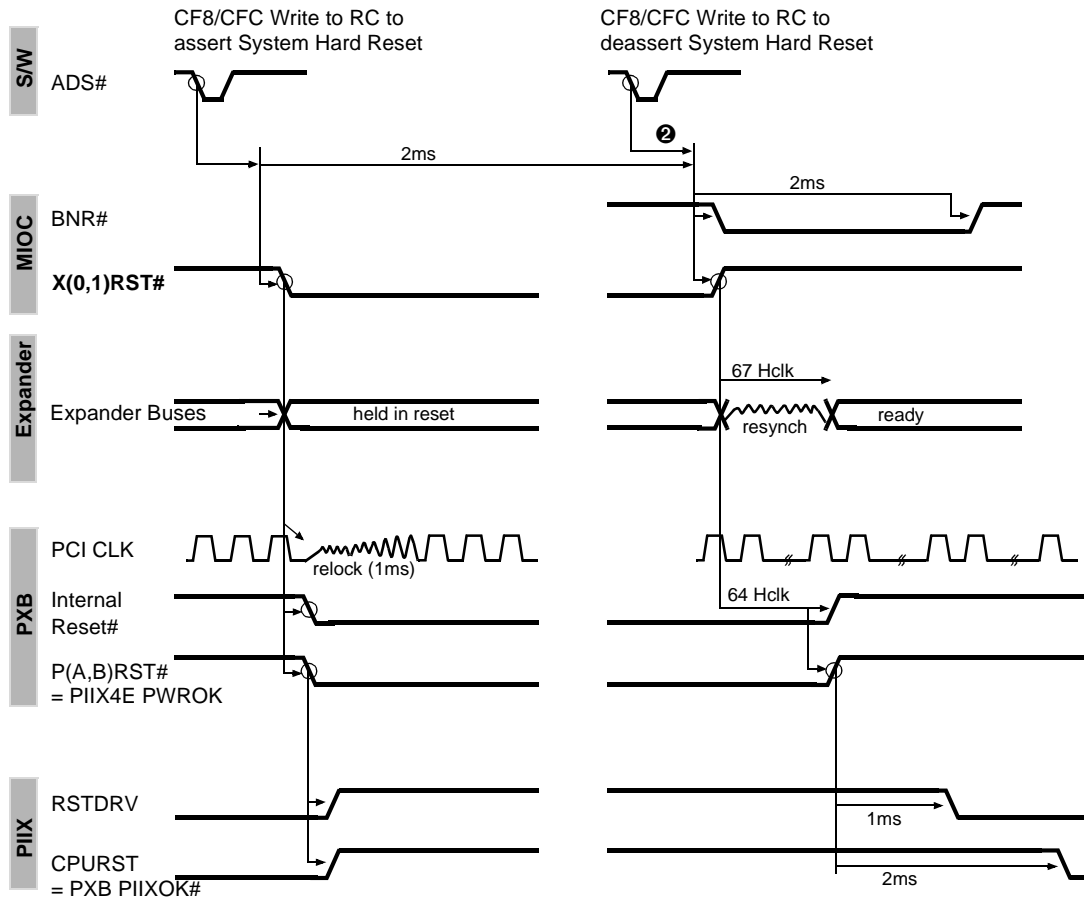 CF8/CFC Write to RC to
assert System Hard Reset
CF8/CFC Write to RC to
deassert System Hard Reset
S/W
ADS#
❷
2ms
2ms
MIOC
BNR#
X(0,1)RST#
Expander
67 Hclk
Expander Buses
held in reset
resynch
ready
PXB
PCI CLK
relock (1ms)
Internal
Reset#
64 Hclk
P(A,B)RST#
= PIIX4E PWROK
PIIX
RSTDRV
1ms
CPURST
= PXB PIIXOK#
2ms